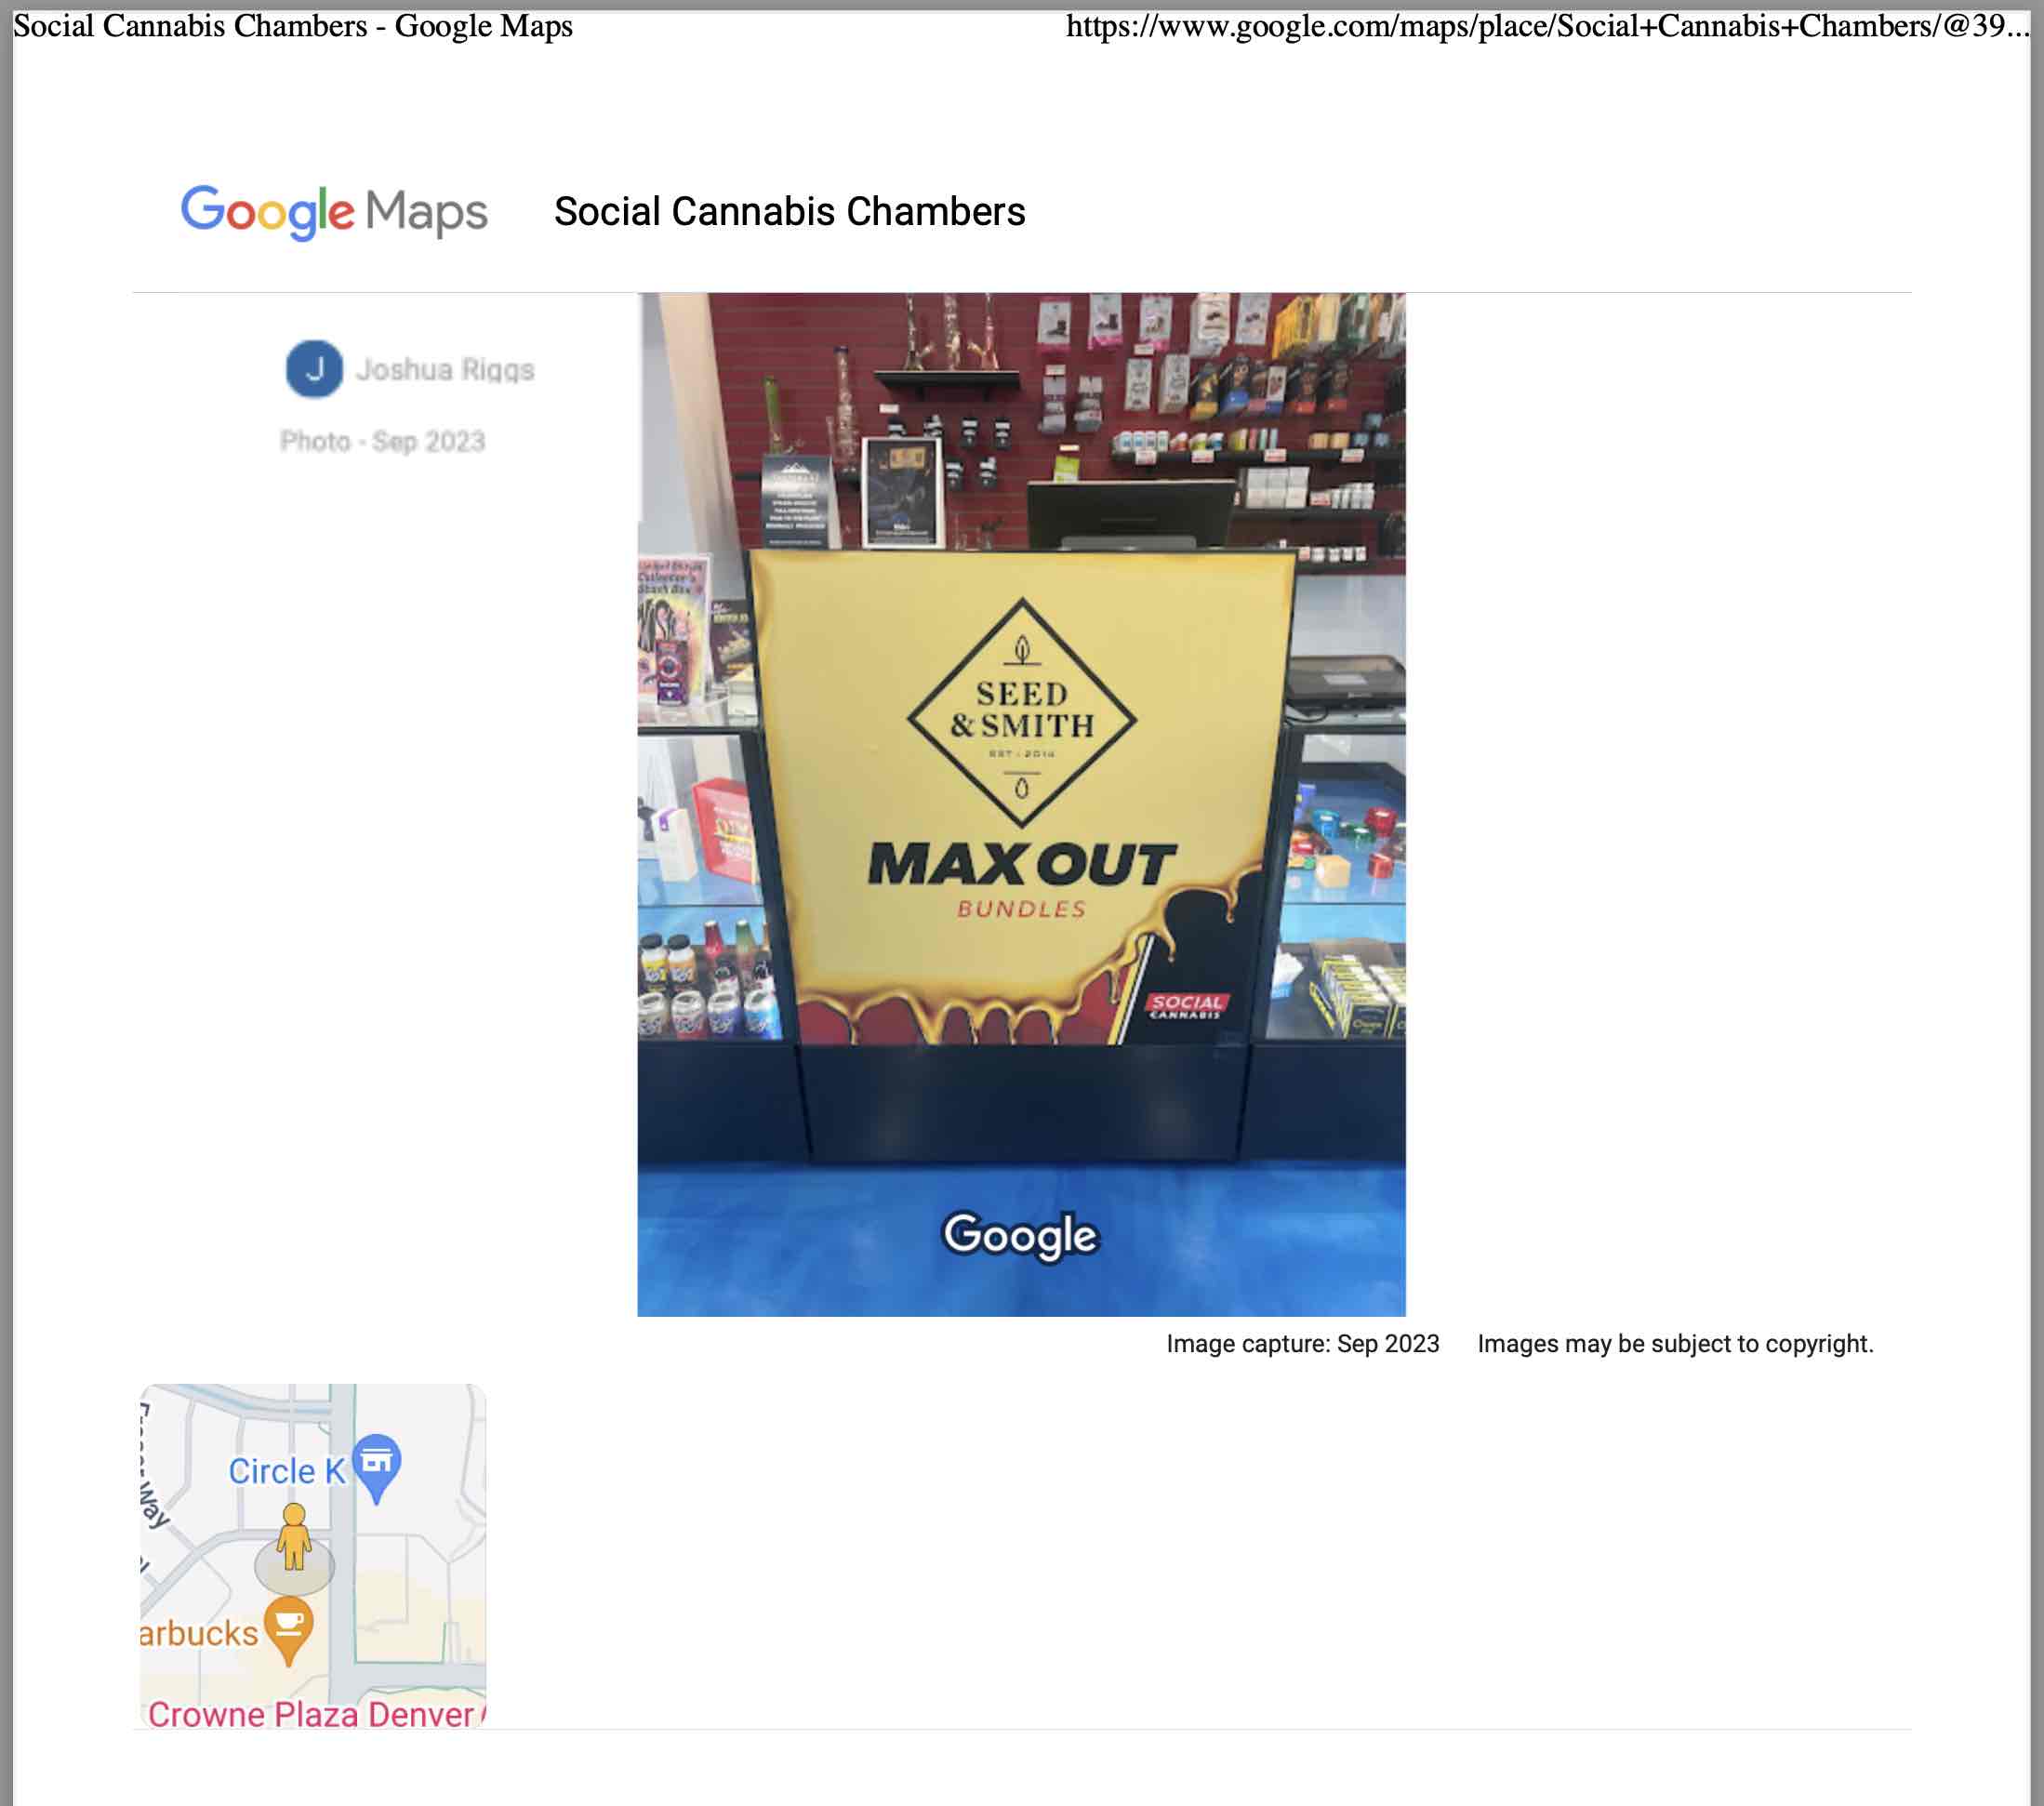 Social Cannabis Chambers - Google Maps
https://www.google.com/maps/place/Social+Cannabis+Chambers/@39...
Google Maps
Social Cannabis Chambers
J Joshua Riggs
Photo - Sep 2023
SEED
& SMITH
EST - 2014
MAX OUT
BUNDLES
SOCIAL
CANNABIS
Google
Image capture: Sep 2023
Images may be subject to copyright.
Way
Circle K
arbucks
Crowne Plaza Denver